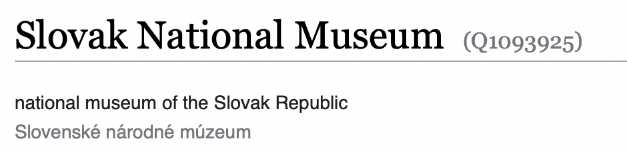 Slovak National Museum (Q1093925)
national museum of the Slovak Republic
Slovenské národné múzeum